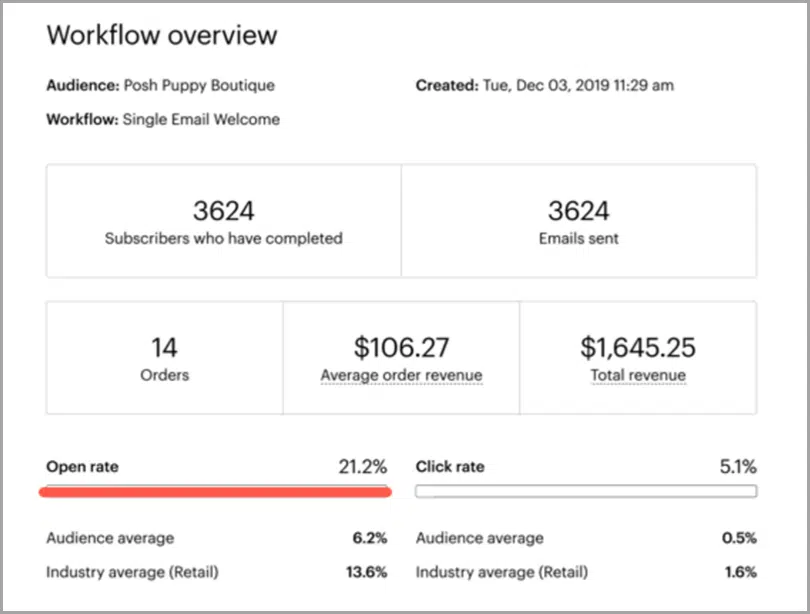 Workflow overview
Audience: Posh Puppy Boutique
Created: Tue, Dec 03, 2019 11:29 am
Workflow: Single Email Welcome
3624
Subscribers who have completed
3624
Emails sent
14
Orders
$106.27
Average order revenue
$1,645.25
Total revenue
Open rate 21.2%
Click rate 5.1%
Audience average 6.2%
Audience average 0.5%
Industry average (Retail) 13.6%
Industry average (Retail) 1.6%